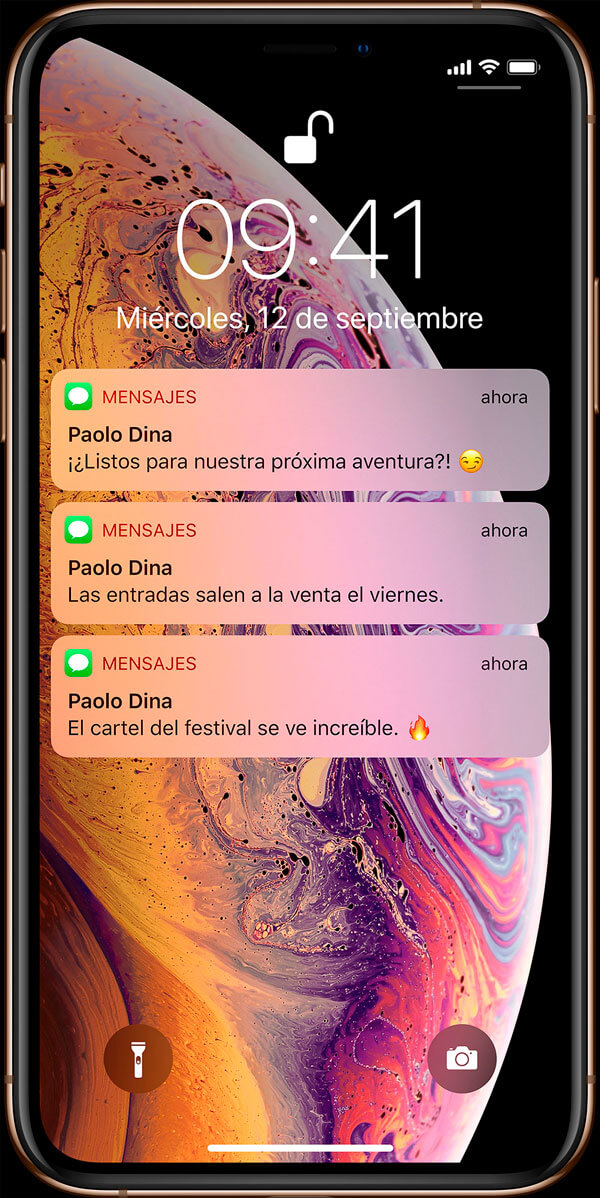 09:41
Miércoles, 12 de septiembre
MENSAJES ahora
Paolo Dina
¡¿Listos para nuestra próxima aventura?! 😏
MENSAJES ahora
Paolo Dina
Las entradas salen a la venta el viernes.
MENSAJES ahora
Paolo Dina
El cartel del festival se ve increíble. 🔥